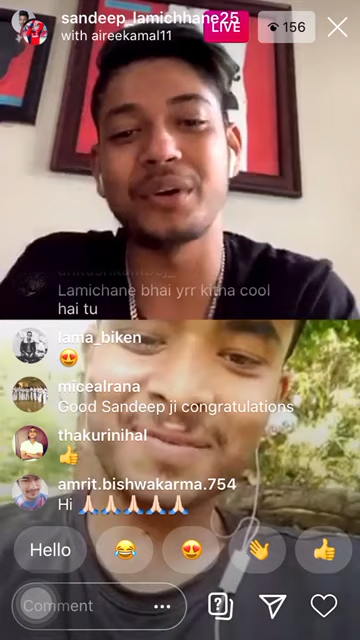 sandeep_lamichhane25
LIVE
156
with aireekamal11
Lamichane bhai yrr kitna cool
hai tu
lama_biken
😍
micealrana
Good Sandeep ji congratulations
thakurinihal
👍
amrit.bishwakarma.754
Hi 🙏🏻🙏🏻🙏🏻🙏🏻🙏🏻
Hello 😂 😍 👋 👍
Comment